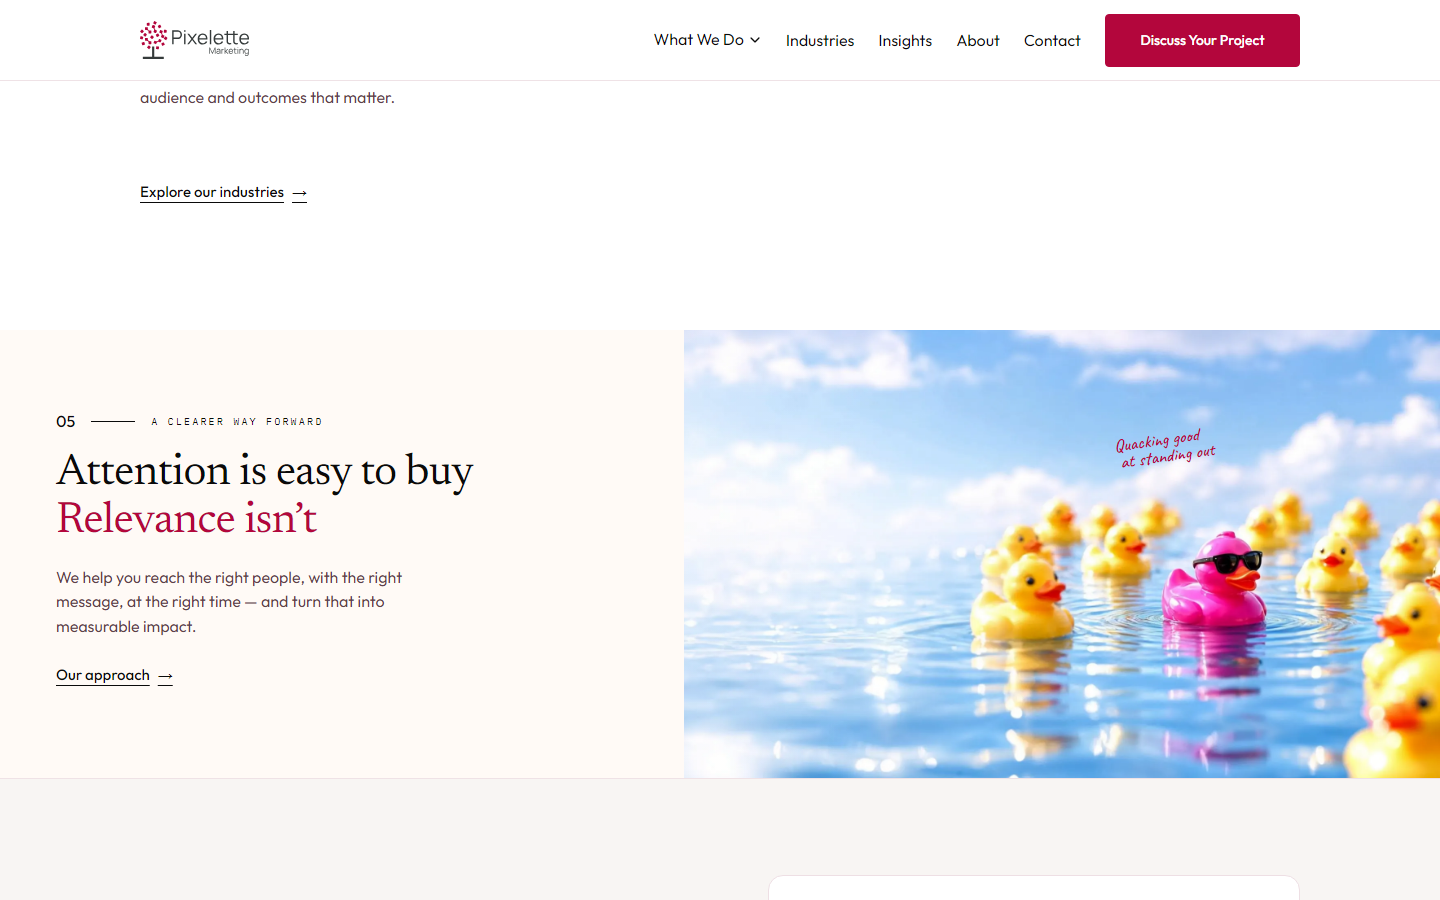 Pixelette
Marketing
What We Do
Industries
Insights
About
Contact
Discuss Your Project
audience and outcomes that matter.
Explore our industries →
05
A CLEARER WAY FORWARD
Attention is easy to buy
Relevance isn’t
We help you reach the right people, with the right
message, at the right time — and turn that into
measurable impact.
Our approach →
Quacking good
at standing out